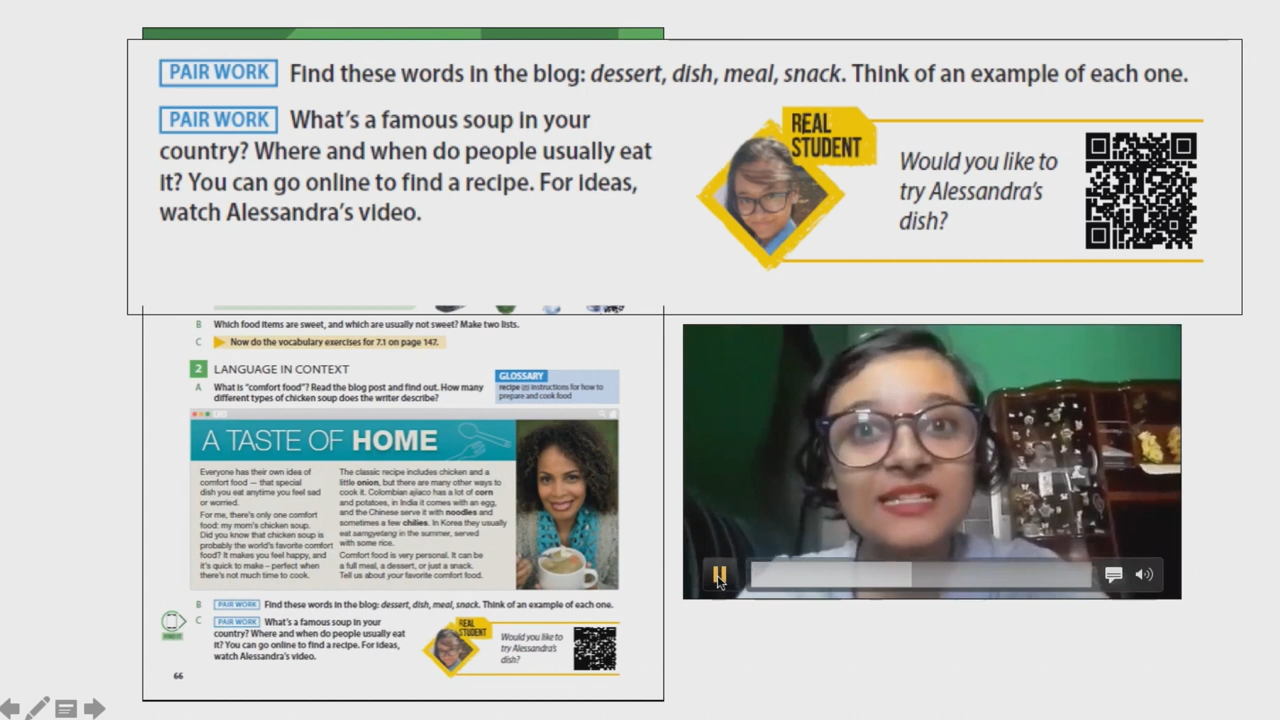 PAIR WORK Find these words in the blog: dessert, dish, meal, snack. Think of an example of each one.
PAIR WORK What's a famous soup in your
country? Where and when do people usually eat
it? You can go online to find a recipe. For ideas,
watch Alessandra's video.
REAL
STUDENT
Would you like to
try Alessandra's
dish?
B Which food items are sweet, and which are usually not sweet? Make two lists.
C Now do the vocabulary exercises for 7.1 on page 147.
2 LANGUAGE IN CONTEXT
A What is "comfort food"? Read the blog post and find out. How many
different types of chicken soup does the writer describe?
GLOSSARY
recipe (n) instructions for how to
prepare and cook food
A TASTE OF HOME
Everyone has their own idea of
comfort food — that special
dish you eat anytime you feel sad
or worried.
For me, there's only one comfort
food: my mom's chicken soup.
Did you know that chicken soup is
probably the world's favorite comfort
food? It makes you feel happy, and
it's quick to make – perfect when
there's not much time to cook.
The classic recipe includes chicken and a
little onion, but there are many other ways to
cook it. Colombian ajiaco has a lot of corn
and potatoes, in India it comes with an egg,
and the Chinese serve it with noodles and
sometimes a few chilies. In Korea they usually
eat samgyetang in the summer, served
with some rice.
Comfort food is very personal. It can be
a full meal, a dessert, or just a snack.
Tell us about your favorite comfort food.
B PAIR WORK Find these words in the blog: dessert, dish, meal, snack. Think of an example of each one.
C PAIR WORK What's a famous soup in your
country? Where and when do people usually eat
it? You can go online to find a recipe. For ideas,
watch Alessandra's video.
REAL
STUDENT
Would you like to
try Alessandra's
dish?
66